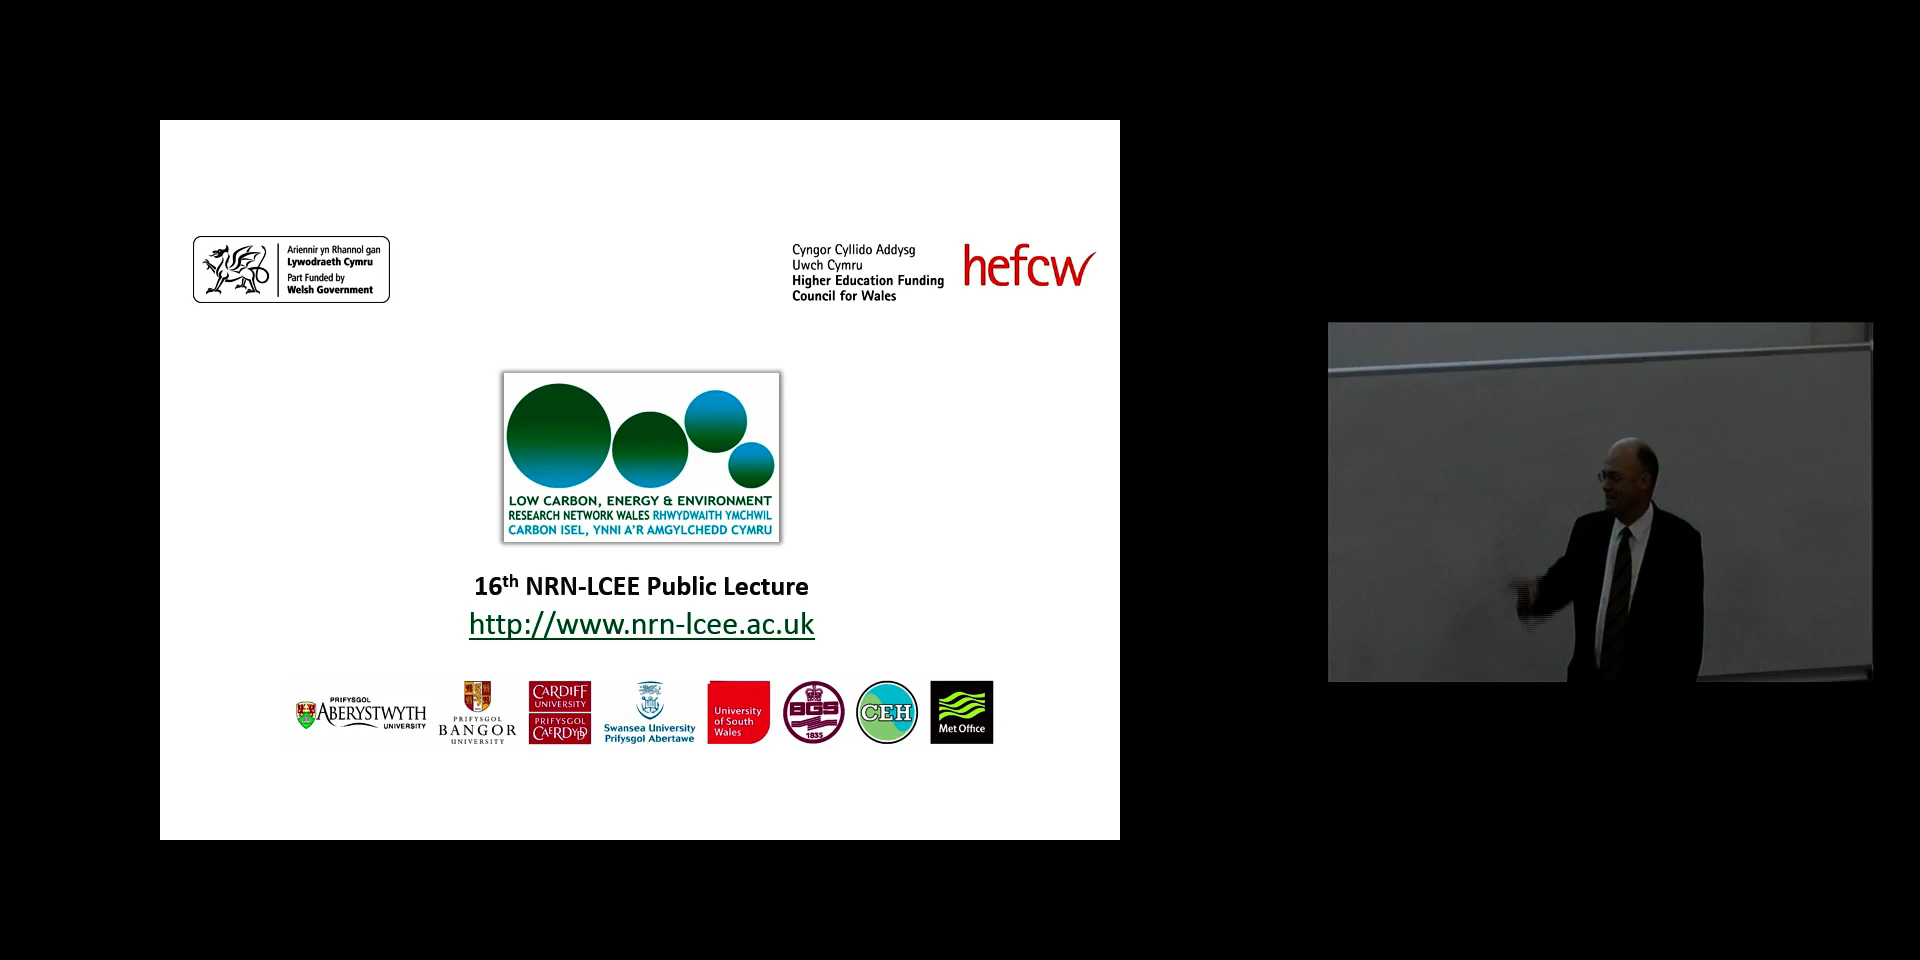 Ariennir yn Rhannol gan
Lywodraeth Cymru
Part Funded by
Welsh Government
Cyngor Cyllido Addysg
Uwch Cymru
Higher Education Funding
Council for Wales
hefcw
LOW CARBON, ENERGY & ENVIRONMENT
RESEARCH NETWORK WALES RHWYDWAITH YMCHWIL
CARBON ISEL, YNNI A'R AMGYLCHEDD CYMRU
16th NRN-LCEE Public Lecture
http://www.nrn-lcee.ac.uk
PRIFYSGOL
ABERYSTWYTH
UNIVERSITY
PRIFYSGOL
BANGOR
UNIVERSITY
CARDIFF
UNIVERSITY
PRIFYSGOL
CAERDYDD
Swansea University
Prifysgol Abertawe
University
of South
Wales
BGS
1835
CEH
Met Office